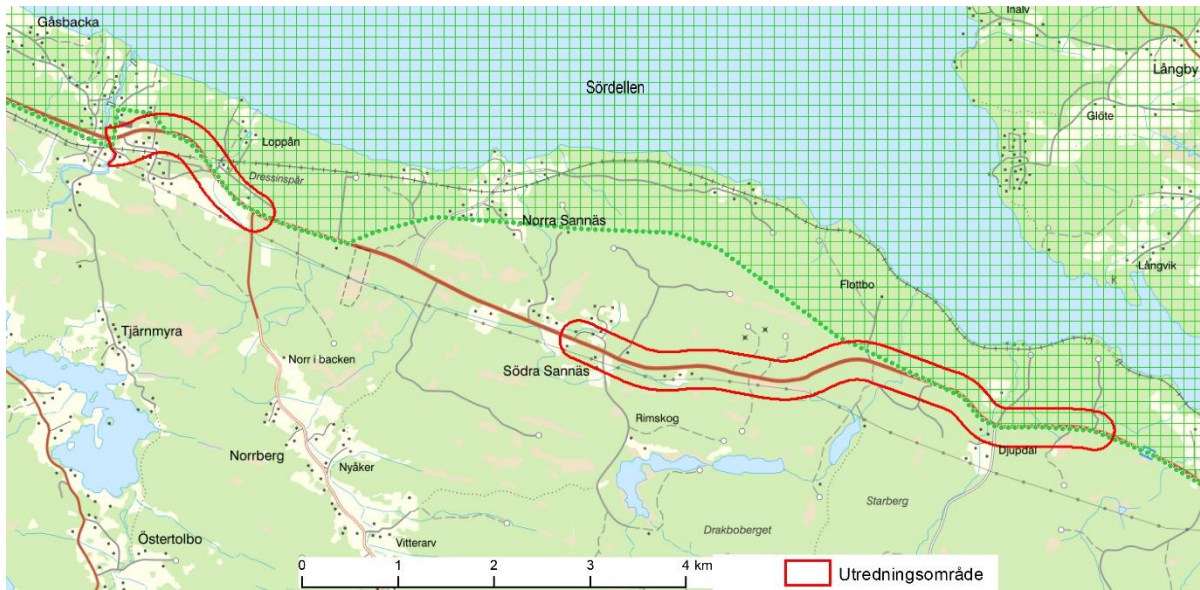 Gåsbacka
Inalv
Långby
Sördellen
Glöte
Loppån
Dressinspår
Norra Sannäs
Långvik
Flottbo
Tjärnmyra
Norr i backen
Södra Sannäs
Rimskog
Djupdal
Norrberg
Nyåker
Starberg
Drakboberget
Vitterarv
Östertolbo
0 1 2 3 4 km
Utredningsområde